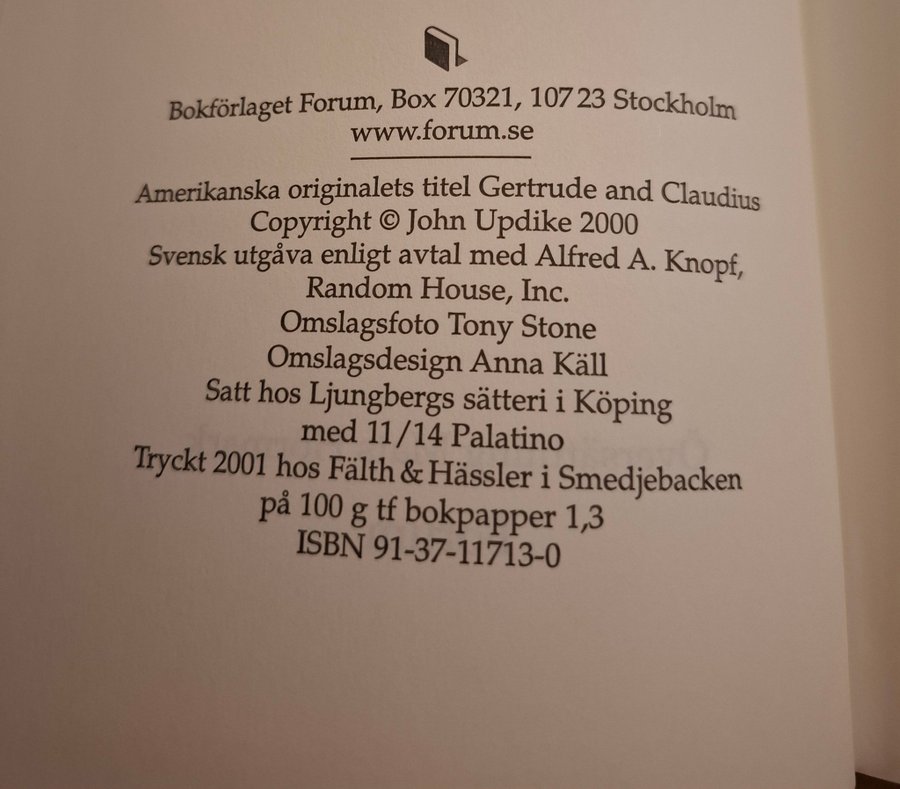 Bokförlaget Forum, Box 70321, 107 23 Stockholm
www.forum.se
Amerikanska originalets titel Gertrude and Claudius
Copyright © John Updike 2000
Svensk utgåva enligt avtal med Alfred A. Knopf,
Random House, Inc.
Omslagsfoto Tony Stone
Omslagsdesign Anna Käll
Satt hos Ljungbergs sätteri i Köping
med 11/14 Palatino
Tryckt 2001 hos Fälth & Hässler i Smedjebacken
på 100 g tf bokpapper 1,3
ISBN 91-37-11713-0